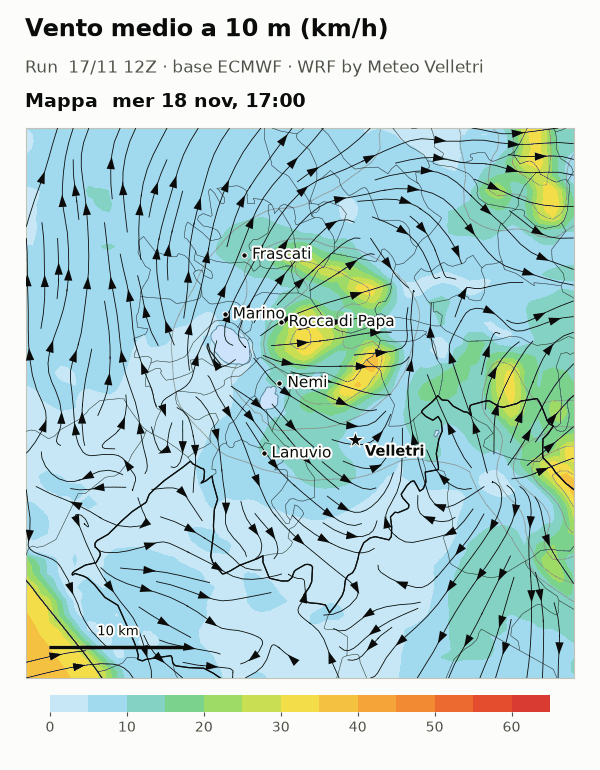 Vento medio a 10 m (km/h)
Run 17/11 12Z · base ECMWF · WRF by Meteo Velletri
Mappa mer 18 nov, 17:00
Frascati
Marino
Rocca di Papa
Nemi
Velletri
Lanuvio
10 km
0 10 20 30 40 50 60